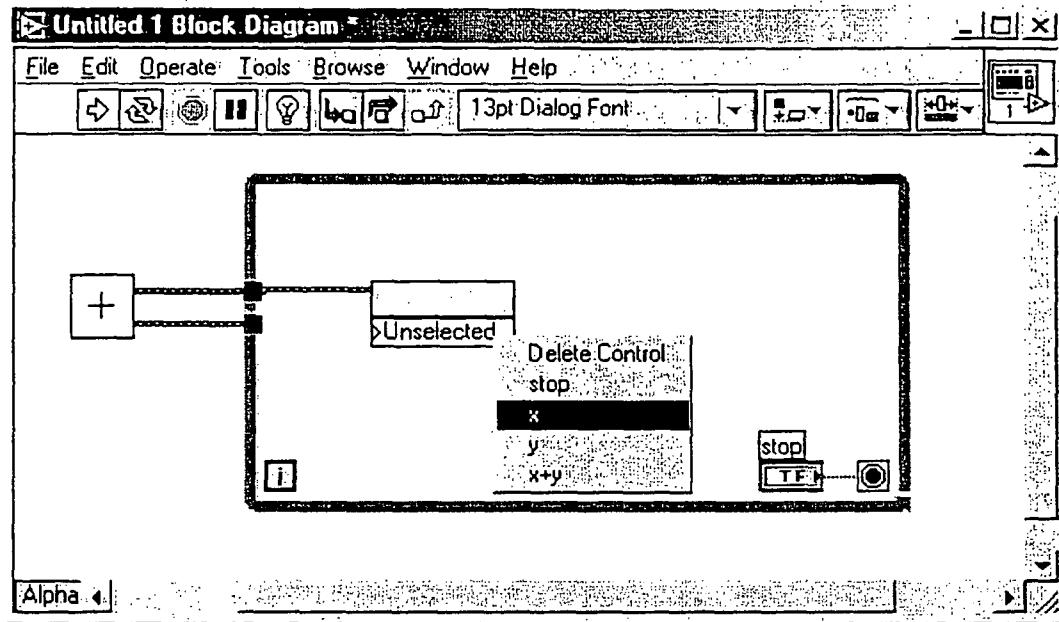 Untitled 1 Block Diagram *
File Edit Operate Tools Browse Window Help
13pt Dialog Font
1
Unselected
Delete Control
stop
x
y
x+y
stop
TF
i
Alpha